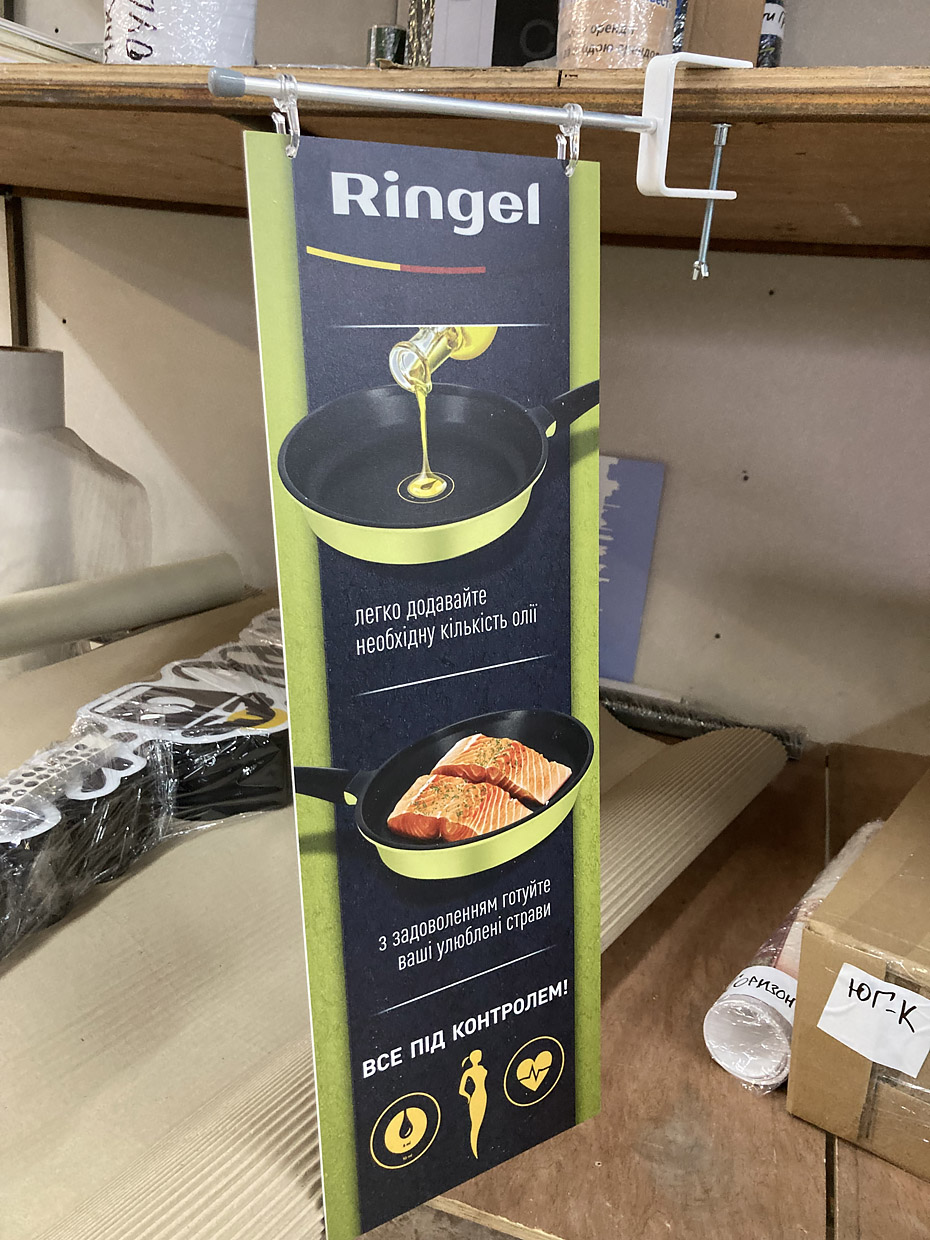 Ringel
легко додавайте
необхідну кількість олії
з задоволенням готуйте
ваші улюблені страви
ВСЕ ПІД КОНТРОЛЕМ!
ЮГ-К